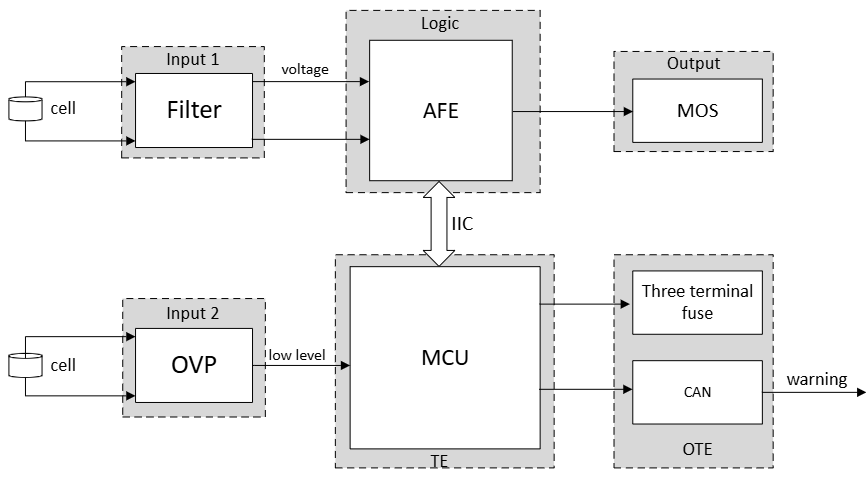 Logic
Input 1
Output
voltage
cell
Filter
AFE
MOS
IIC
Input 2
Three terminal
fuse
cell
OVP
low level
MCU
CAN
warning
TE
OTE